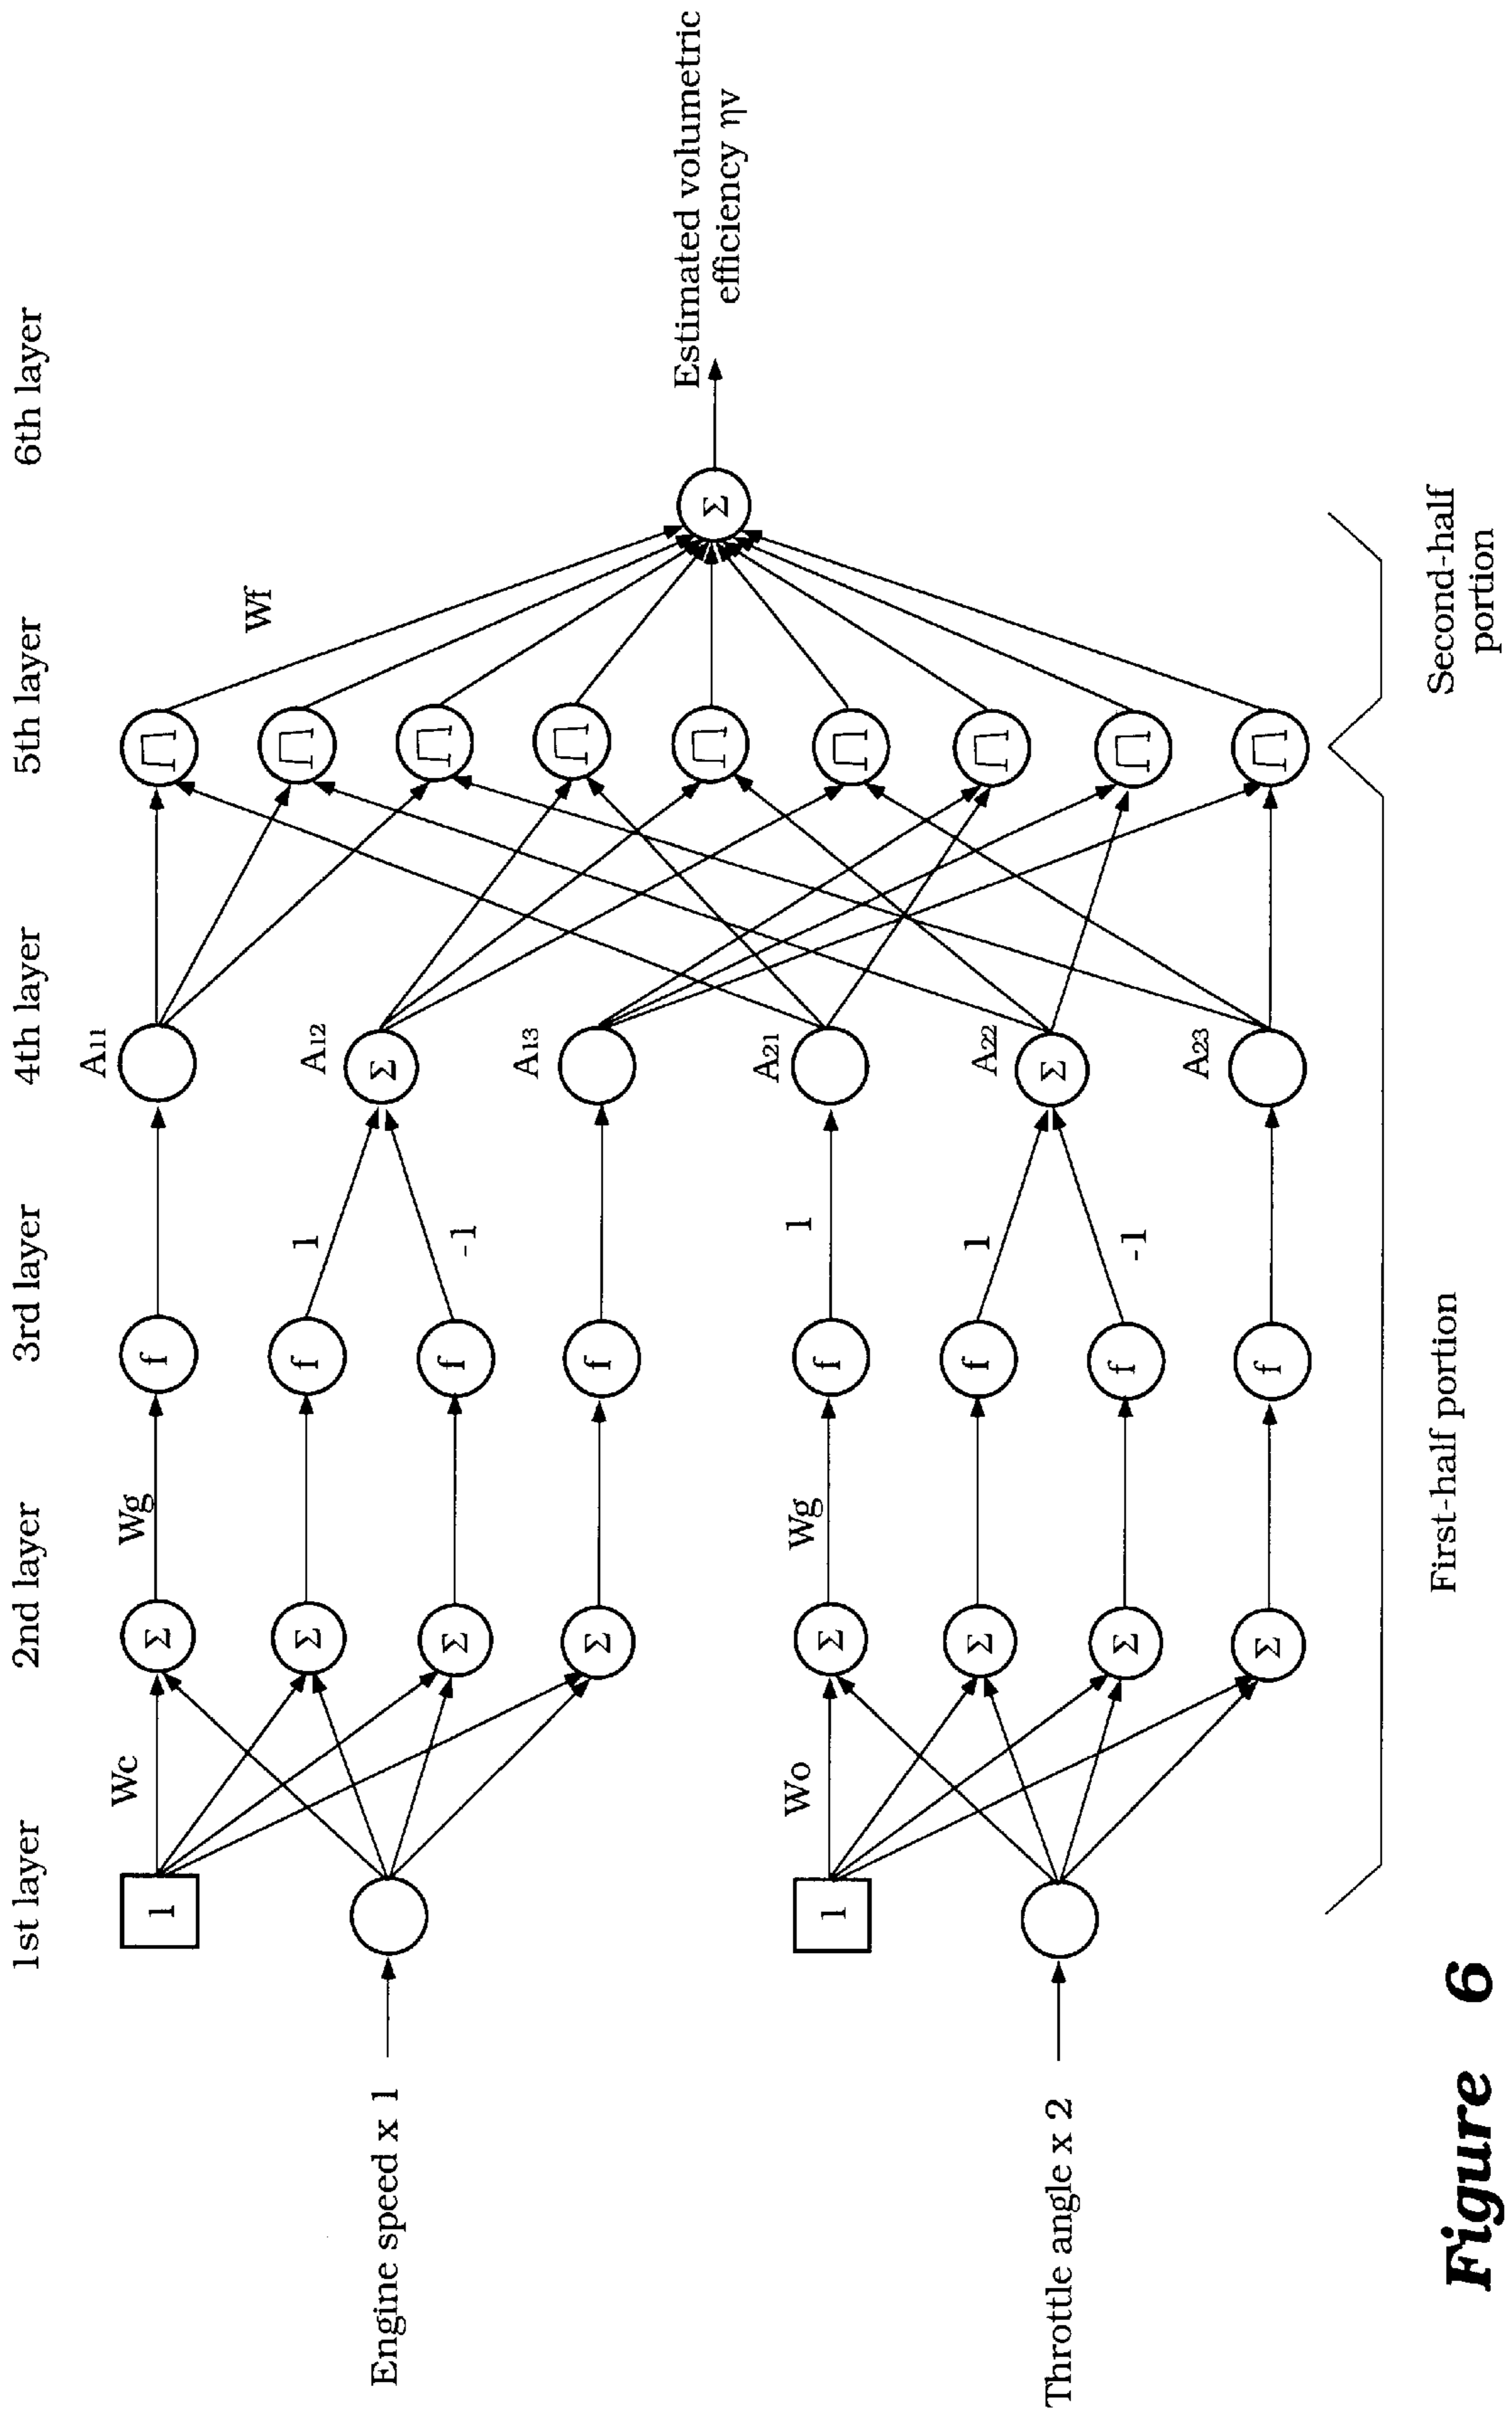 1st layer 2nd layer 3rd layer 4th layer 5th layer 6th layer
A11
Wc Wg
1 Σ f Π
Wf
Π
Σ f 1 A12
Π
Engine speed x 1 Σ
Σ f -1
Π
A13
Σ f
Π Σ Estimated volumetric
efficiency ηv
A21
Wo Wg 1
1 Σ f Π
Π
Σ f 1 A22
Throttle angle x 2 Σ
Σ f -1 Π
A23
Σ f Π
First-half portion Second-half
portion
Figure 6